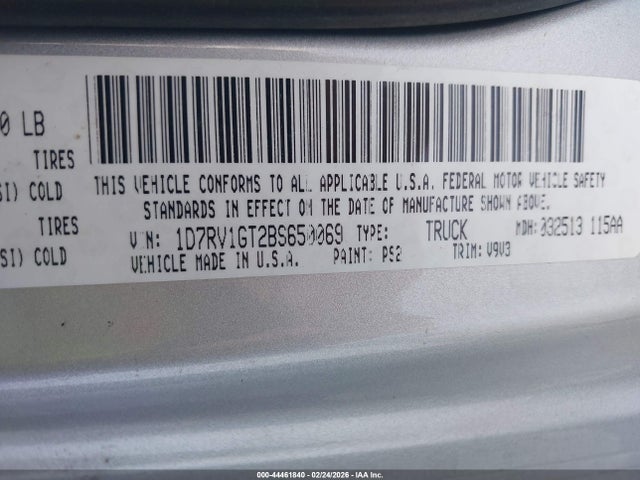 0 LB
TIRES
SI) COLD
TIRES
SI) COLD
THIS VEHICLE CONFORMS TO ALL APPLICABLE U.S.A. FEDERAL MOTOR VEHICLE SAFETY
STANDARDS IN EFFECT ON THE DATE OF MANUFACTURE SHOWN ABOVE
VIN: 1D7RV1GT2BS650069 TYPE: TRUCK MDH: 032513 115AA
VEHICLE MADE IN U.S.A. PAINT: PS2 TRIM: V9V3
000-44461840 - 02/24/2026 - IAA Inc.